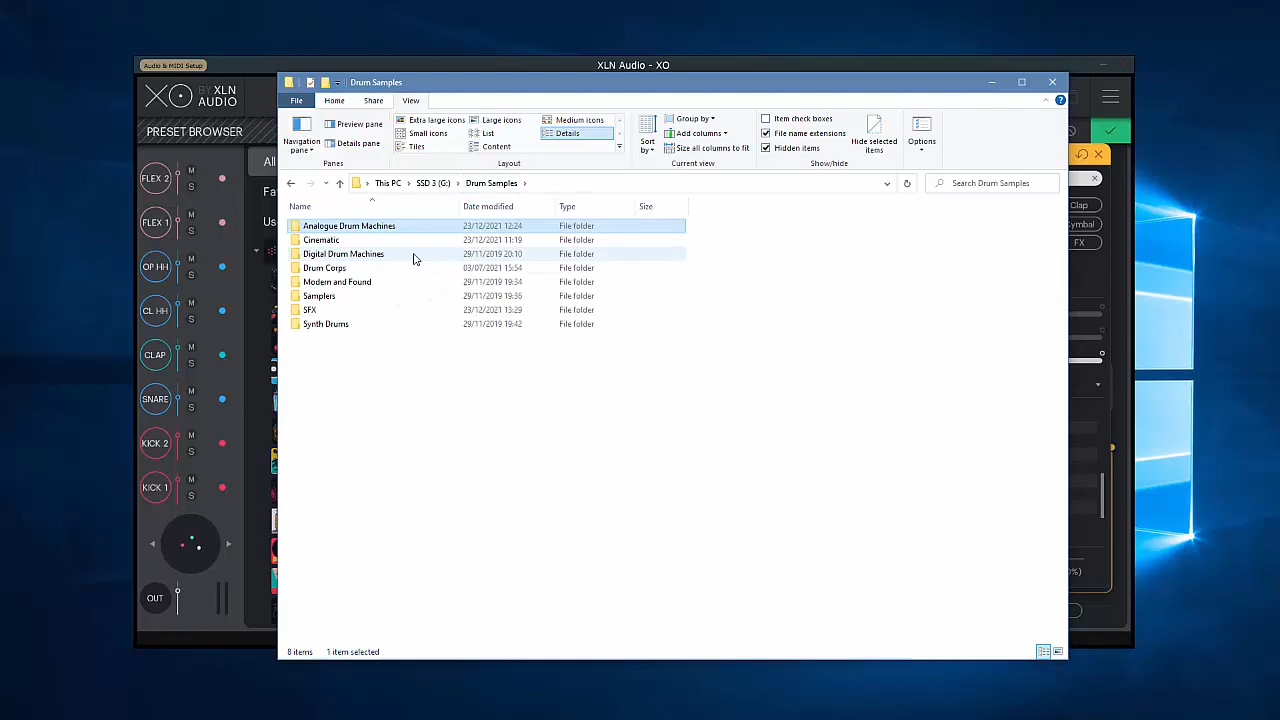 Audio & MIDI Setup
XLN Audio - XO
XO BY XLN AUDIO
PRESET BROWSER
All
Drum Samples
File Home Share View
Navigation pane
Preview pane
Details pane
Panes
Extra large icons Large icons Medium icons
Small icons List Details
Tiles Content
Layout
Sort by
Group by
Add columns
Size all columns to fit
Current view
Item check boxes
File name extensions
Hidden items
Hide selected items
Show/hide
Options
This PC SSD 3 (G:) Drum Samples
Search Drum Samples
Name Date modified Type Size
Analogue Drum Machines 23/12/2021 12:24 File folder
Cinematic 23/12/2021 11:19 File folder
Digital Drum Machines 29/11/2019 20:10 File folder
Drum Corps 03/07/2021 15:54 File folder
Modern and Found 29/11/2019 19:34 File folder
Samplers 29/11/2019 19:36 File folder
SFX 23/12/2021 13:29 File folder
Synth Drums 29/11/2019 19:42 File folder
8 items 1 item selected
FLEX 2 M S
FLEX 1 M S
OP HH M S
CL HH M S
CLAP M S
SNARE M S
KICK 2 M S
KICK 1 M S
OUT
Clap
FX